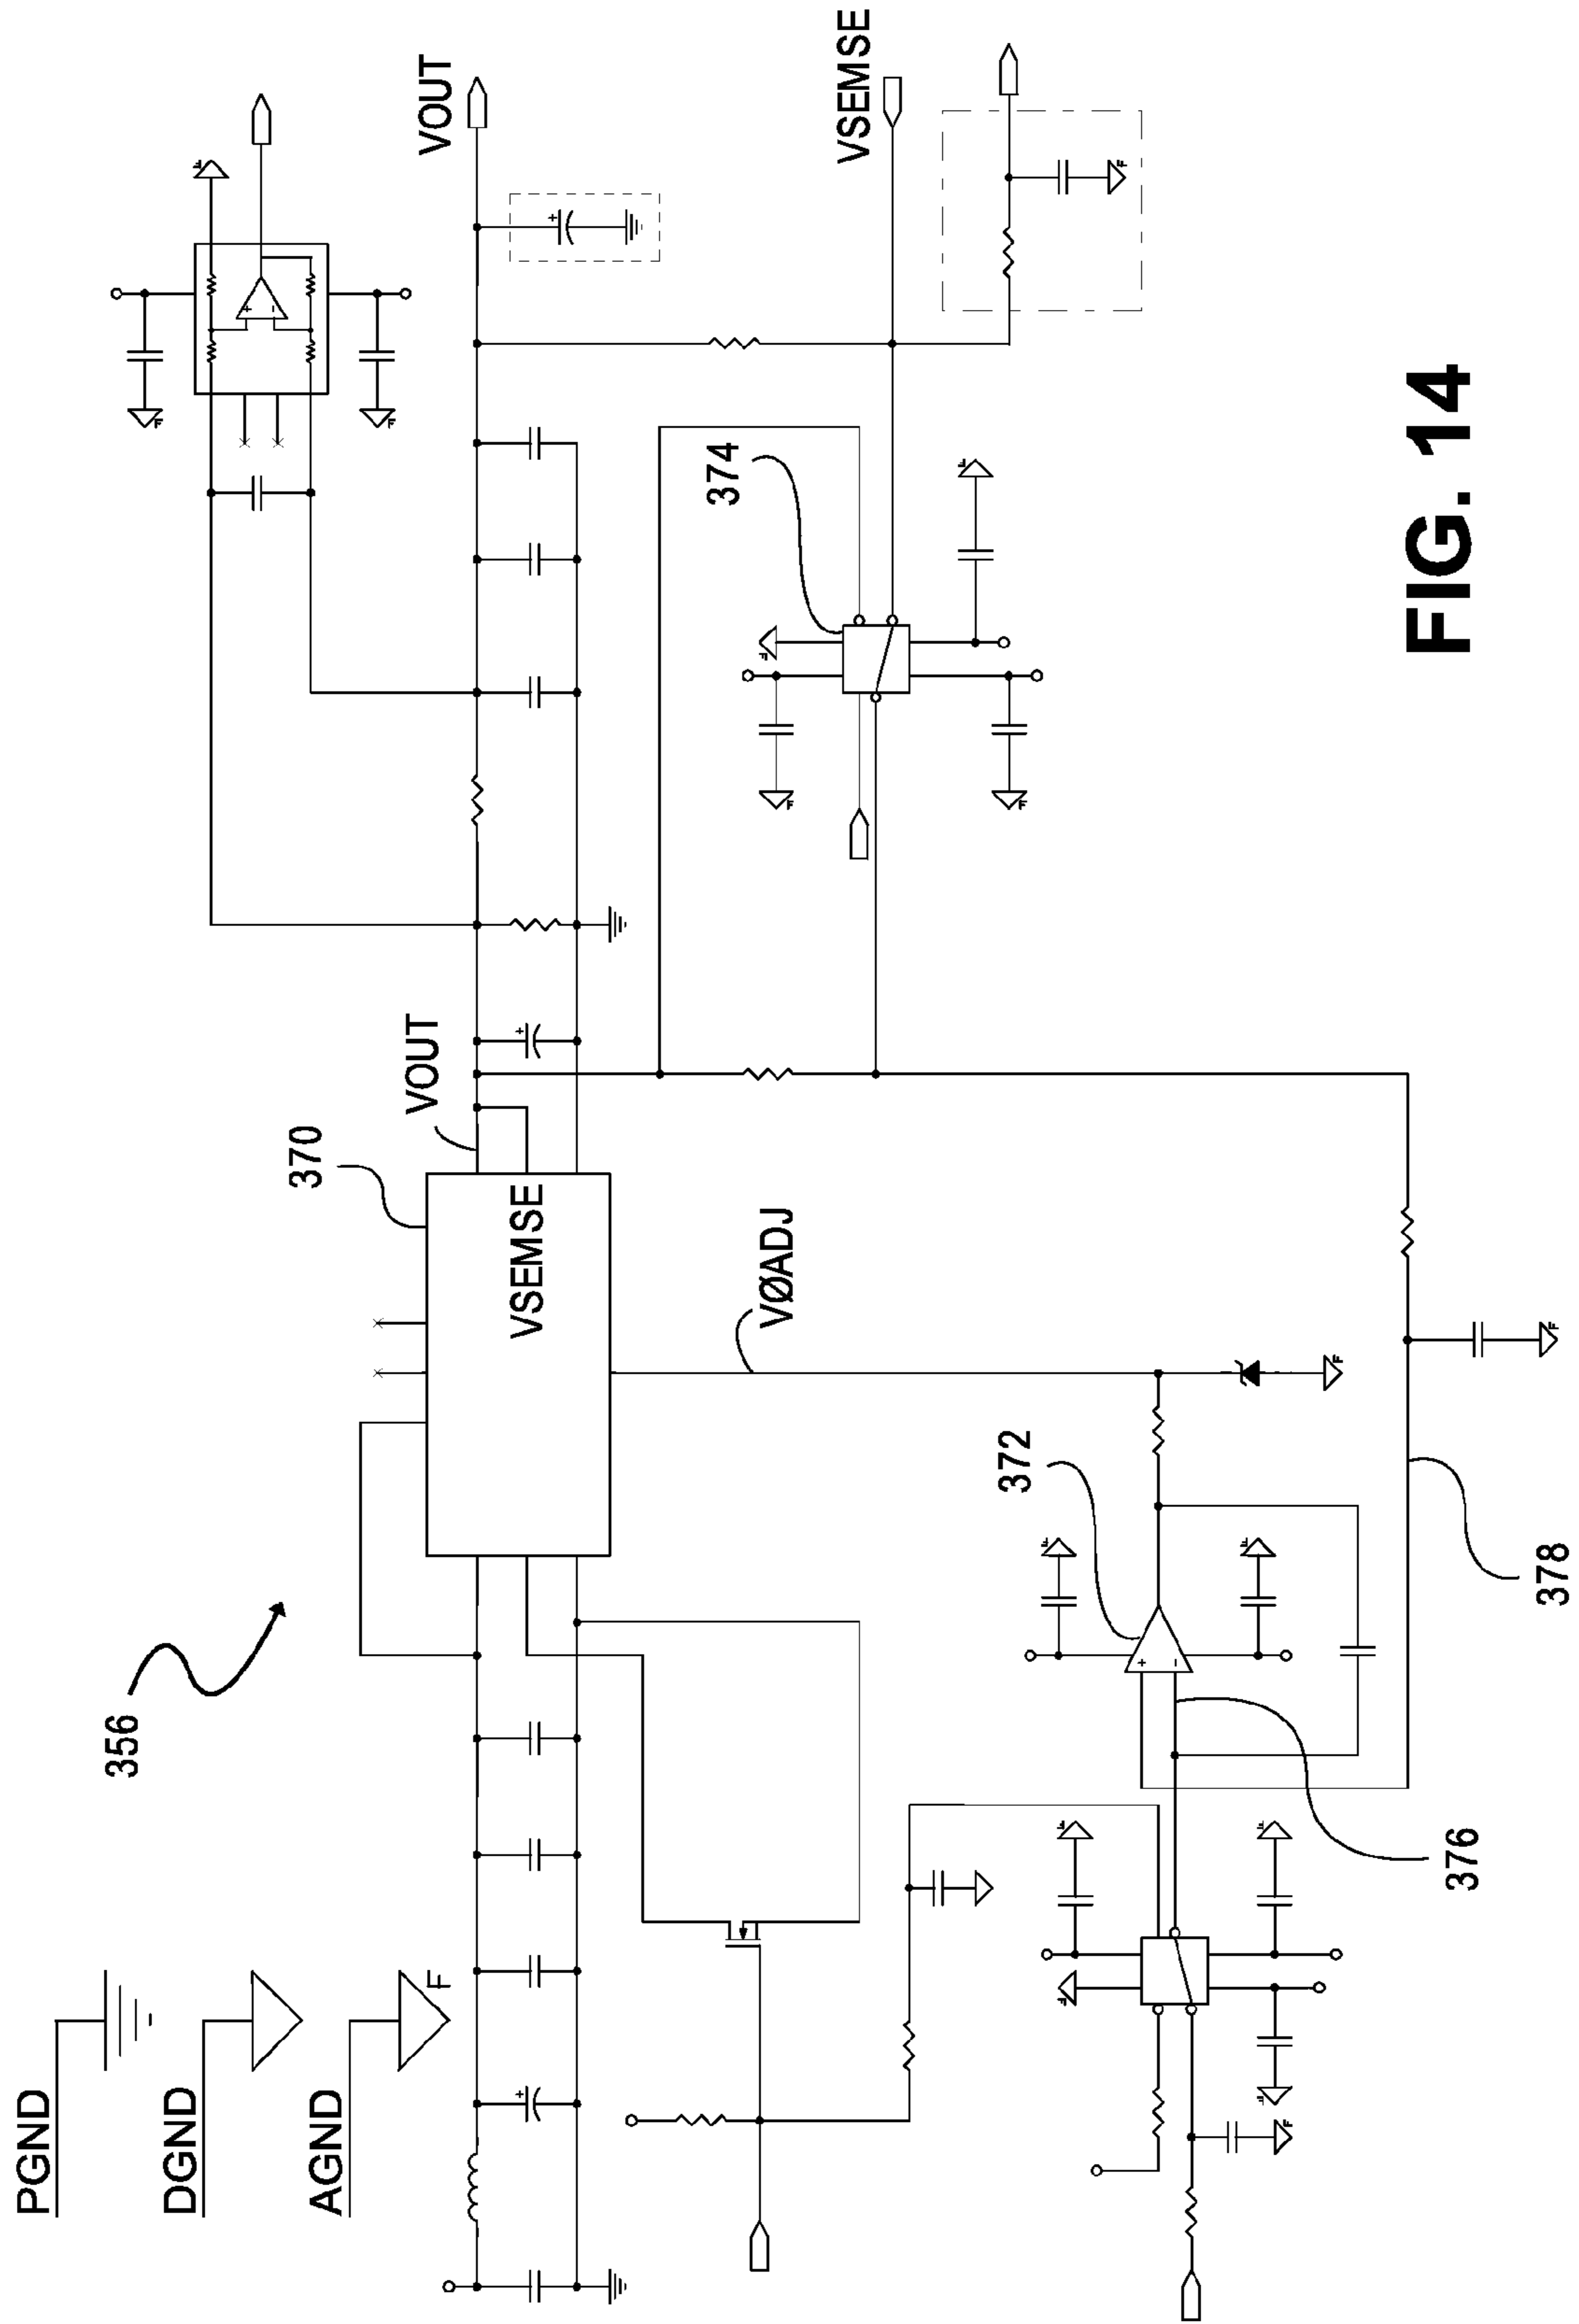 PGND
DGND
AGND
F
356
370
VOUT
VSEMSE
VØADJ
VOUT
374
VSEMSE
372
376
378
FIG. 14